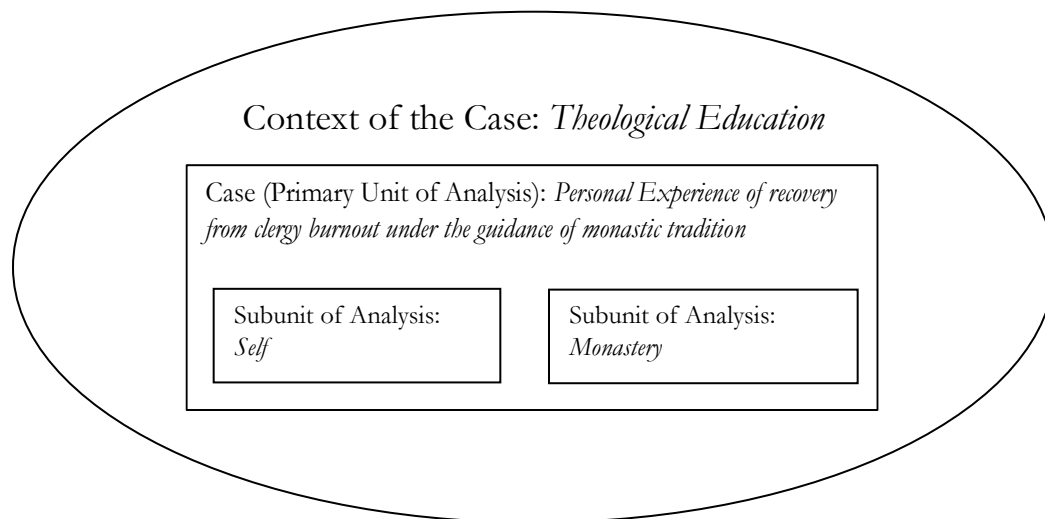 Context of the Case: Theological Education
Case (Primary Unit of Analysis): Personal Experience of recovery
from clergy burnout under the guidance of monastic tradition
Subunit of Analysis:
Self
Subunit of Analysis:
Monastery